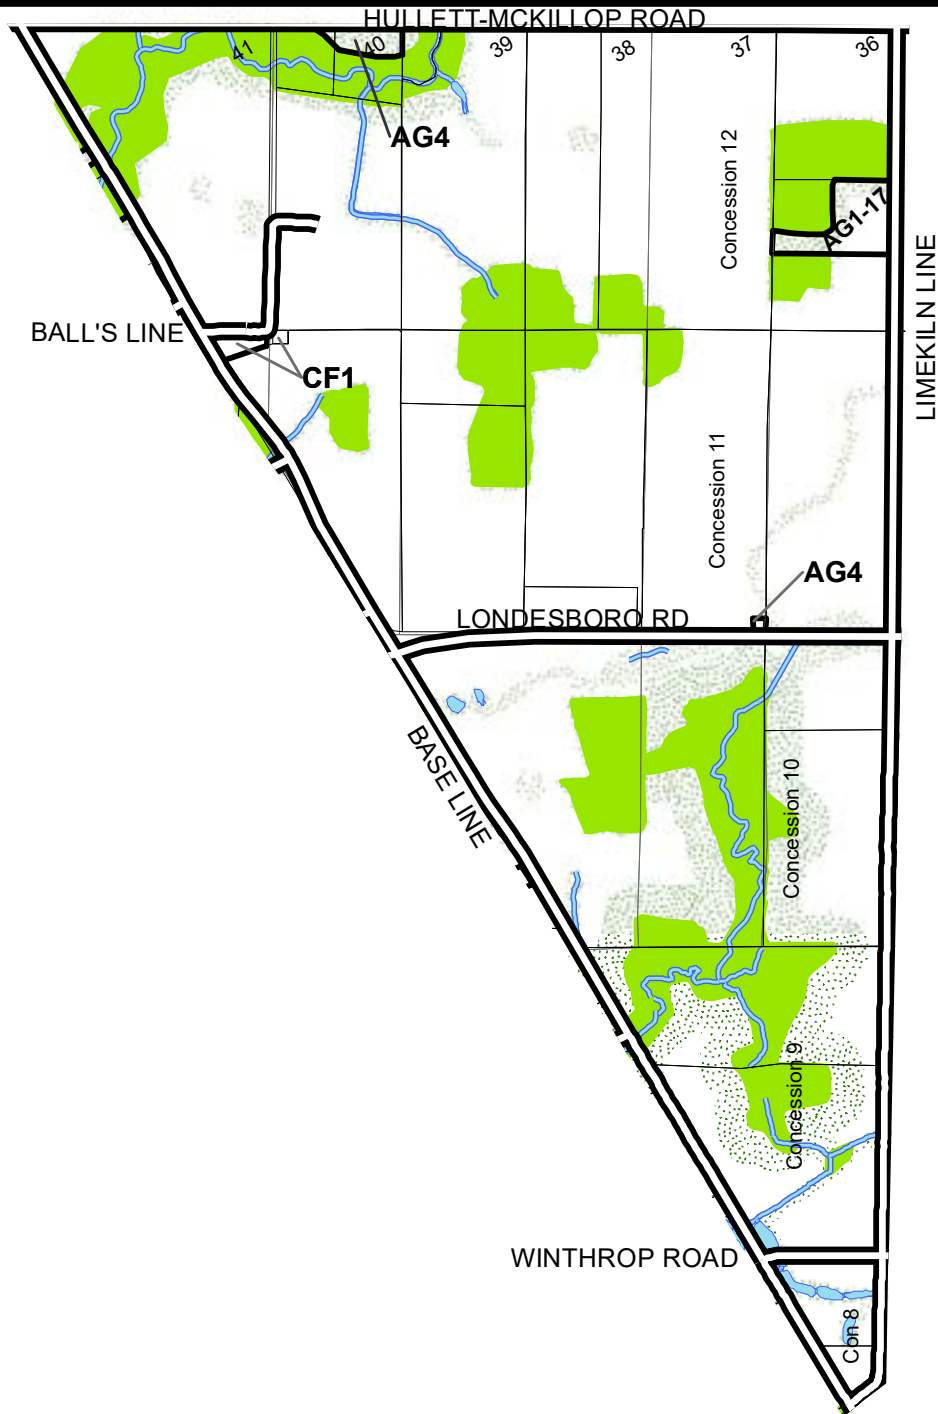 HULLETT-MCKILLOP ROAD
41
40
39
38
37
36
AG4
Concession 12
AG1-17
LIMEKILN LINE
BALL'S LINE
CF1
Concession 11
AG4
LONDESBORO RD
BASE LINE
Concession 10
Concession 9
WINTHROP ROAD
Con 8